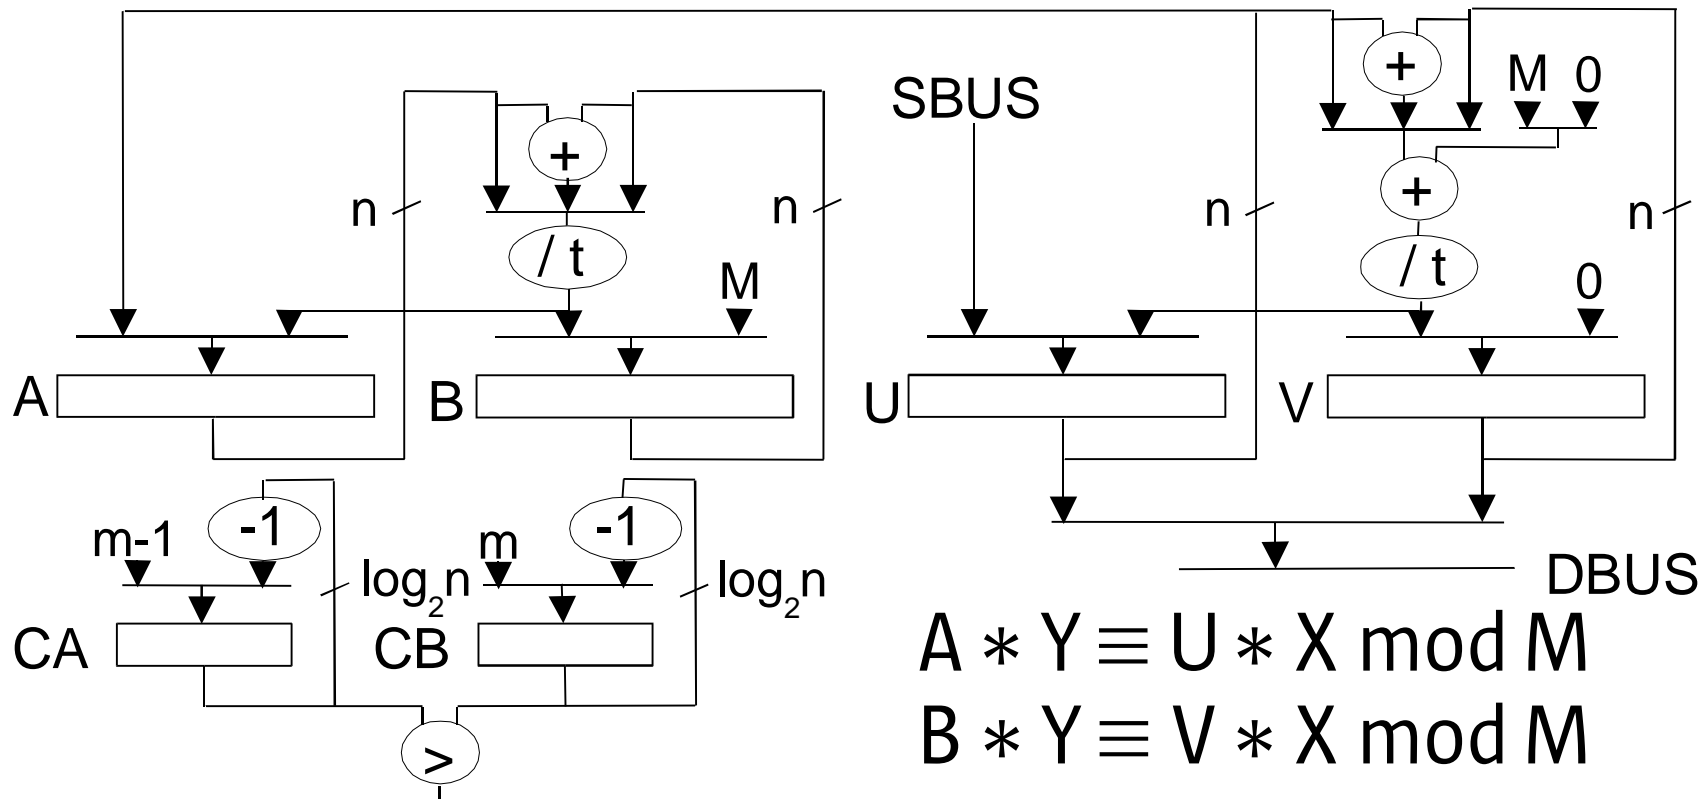 +
M 0
SBUS
+
+
n
n
n
n
/ t
/ t
M
0
A
B
U
V
m-1
-1
m
-1
log₂n
log₂n
DBUS
CA
CB
A * Y ≡ U * X mod M
B * Y ≡ V * X mod M
>